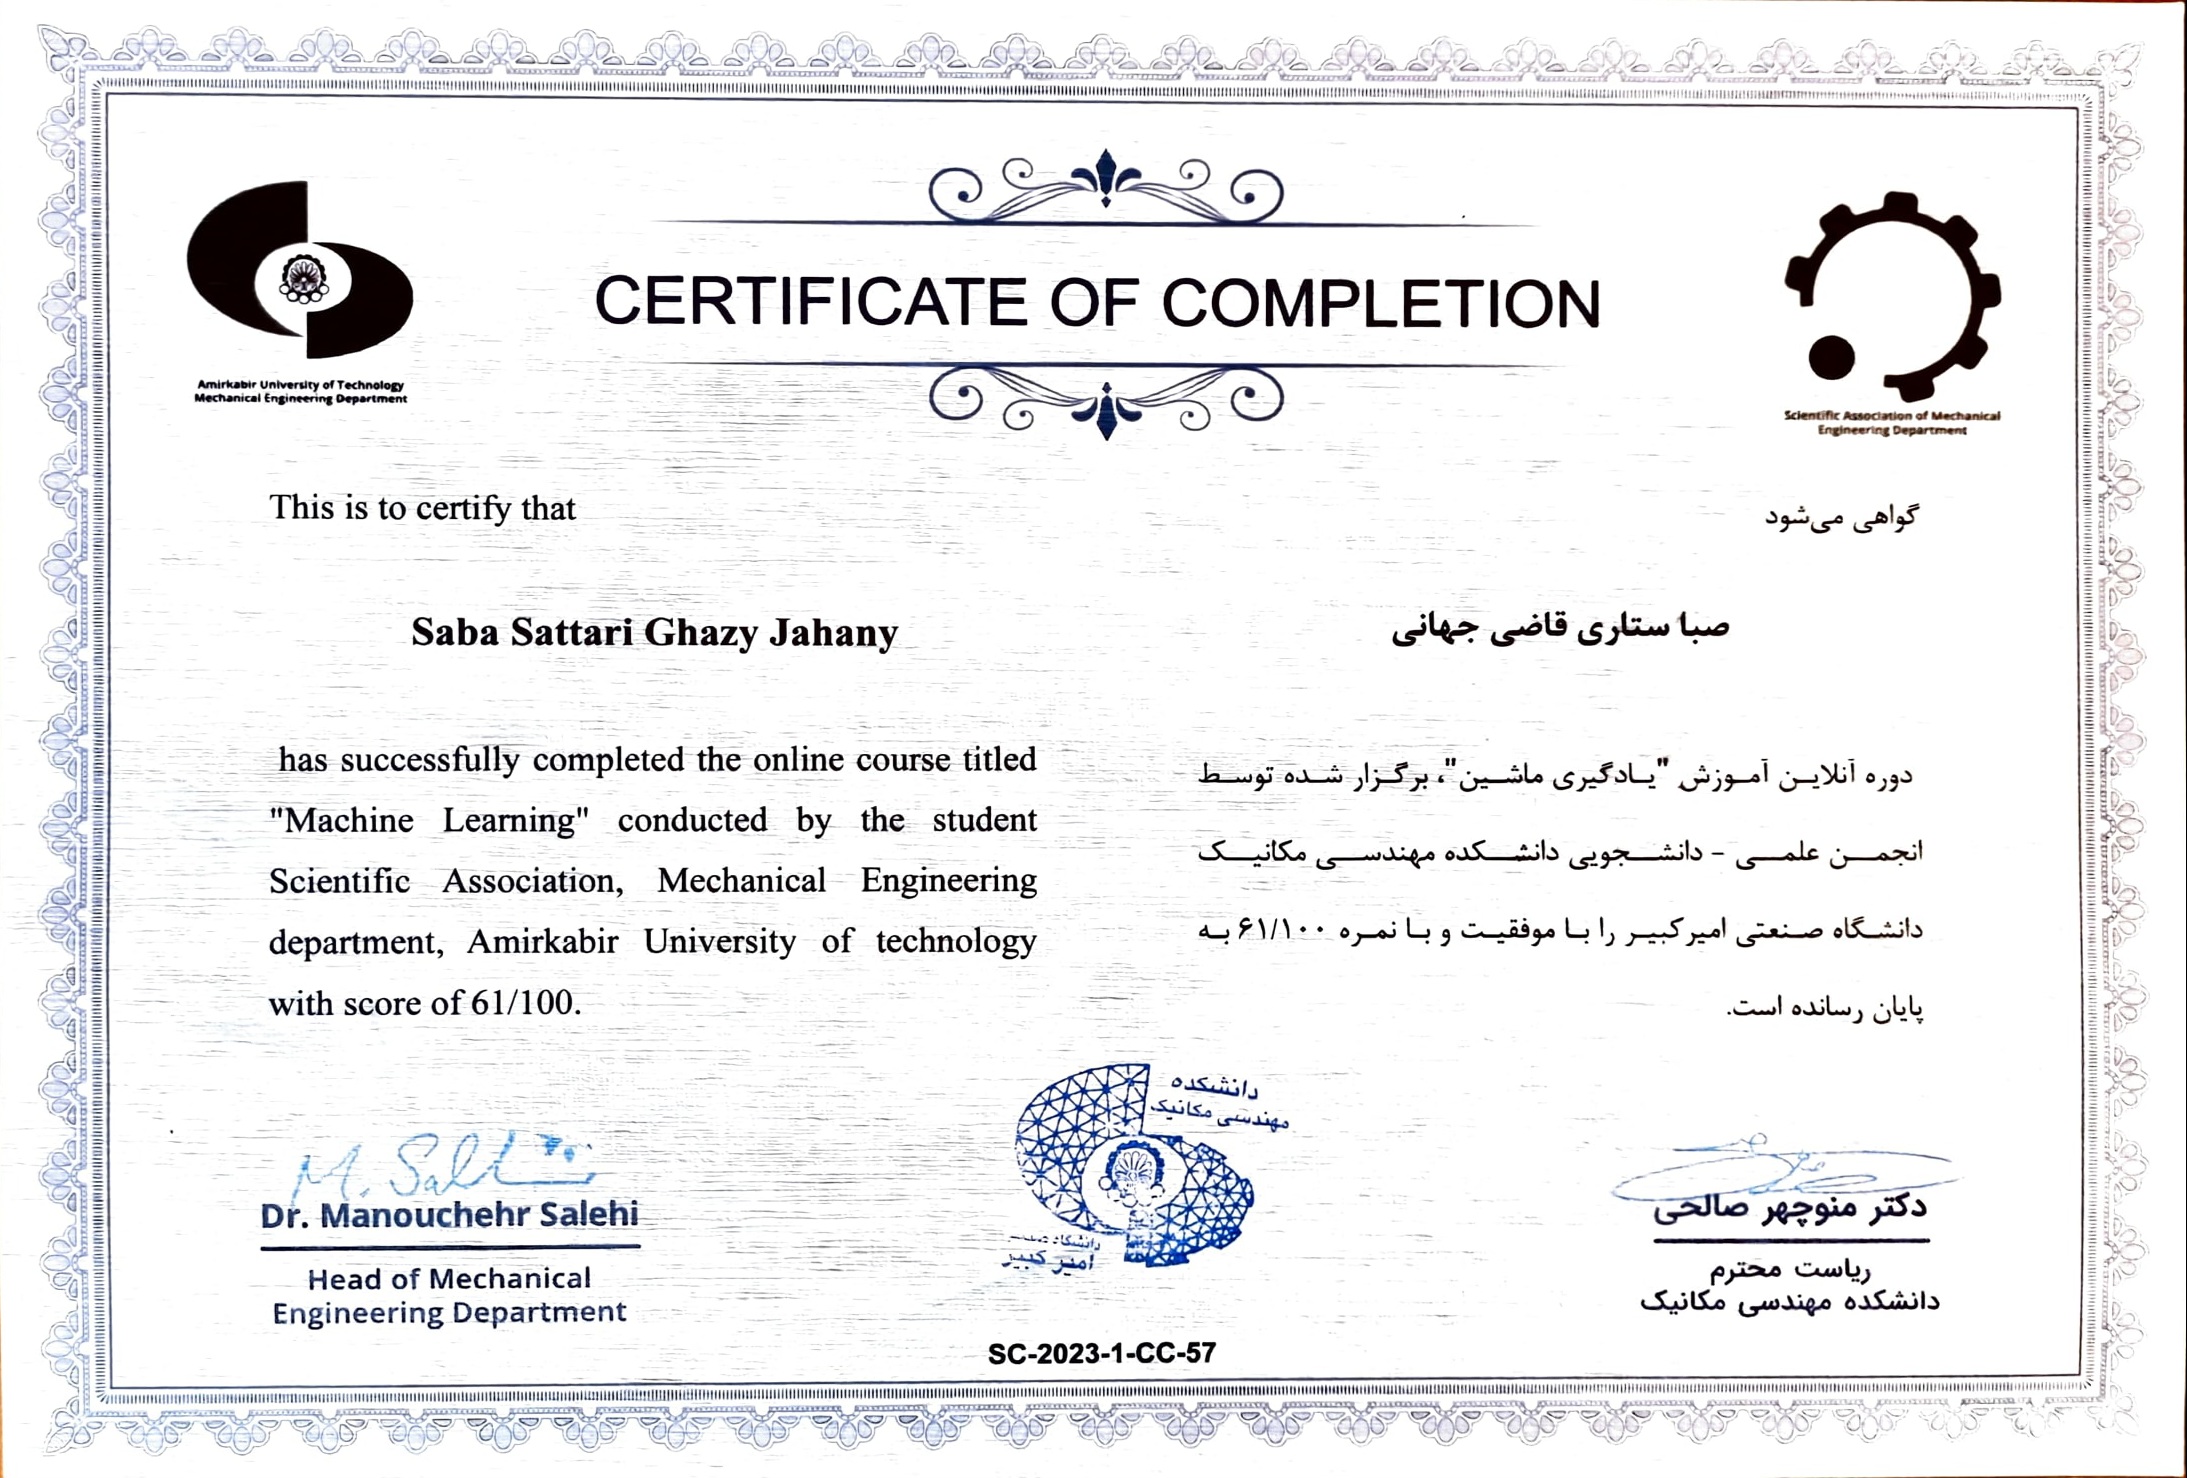 Amirkabir University of Technology
Mechanical Engineering Department
CERTIFICATE OF COMPLETION
Scientific Association of Mechanical
Engineering Department
This is to certify that
Saba Sattari Ghazy Jahany
has successfully completed the online course titled
"Machine Learning" conducted by the student
Scientific Association, Mechanical Engineering
department, Amirkabir University of technology
with score of 61/100.
گواهی می‌شود
صبا ستاری قاضی جهانی
دوره آنلاین آموزش "یادگیری ماشین"، برگزار شده توسط
انجمن علمی - دانشجویی دانشکده مهندسی مکانیک
دانشگاه صنعتی امیرکبیر را با موفقیت و با نمره ۶۱/۱۰۰ به
پایان رسانده است.
M. Salehi
Dr. Manouchehr Salehi
Head of Mechanical
Engineering Department
دانشکده
مهندسی مکانیک
دانشگاه
امیر کبیر
SC-2023-1-CC-57
دکتر منوچهر صالحی
ریاست محترم
دانشکده مهندسی مکانیک